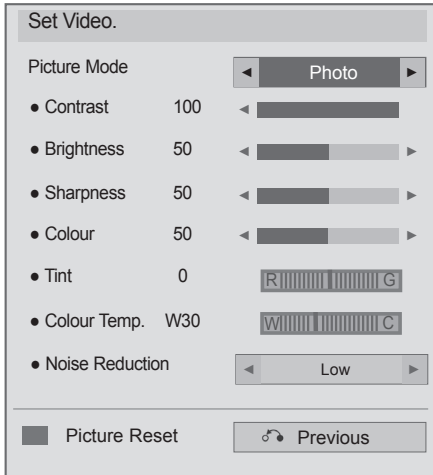 Set Video.
Picture Mode ◄ Photo ►
● Contrast 100 ◄
● Brightness 50 ◄ ►
● Sharpness 50 ◄ ►
● Colour 50 ◄ ►
● Tint 0 R G
● Colour Temp. W30 W C
● Noise Reduction ◄ Low ►
Picture Reset Previous